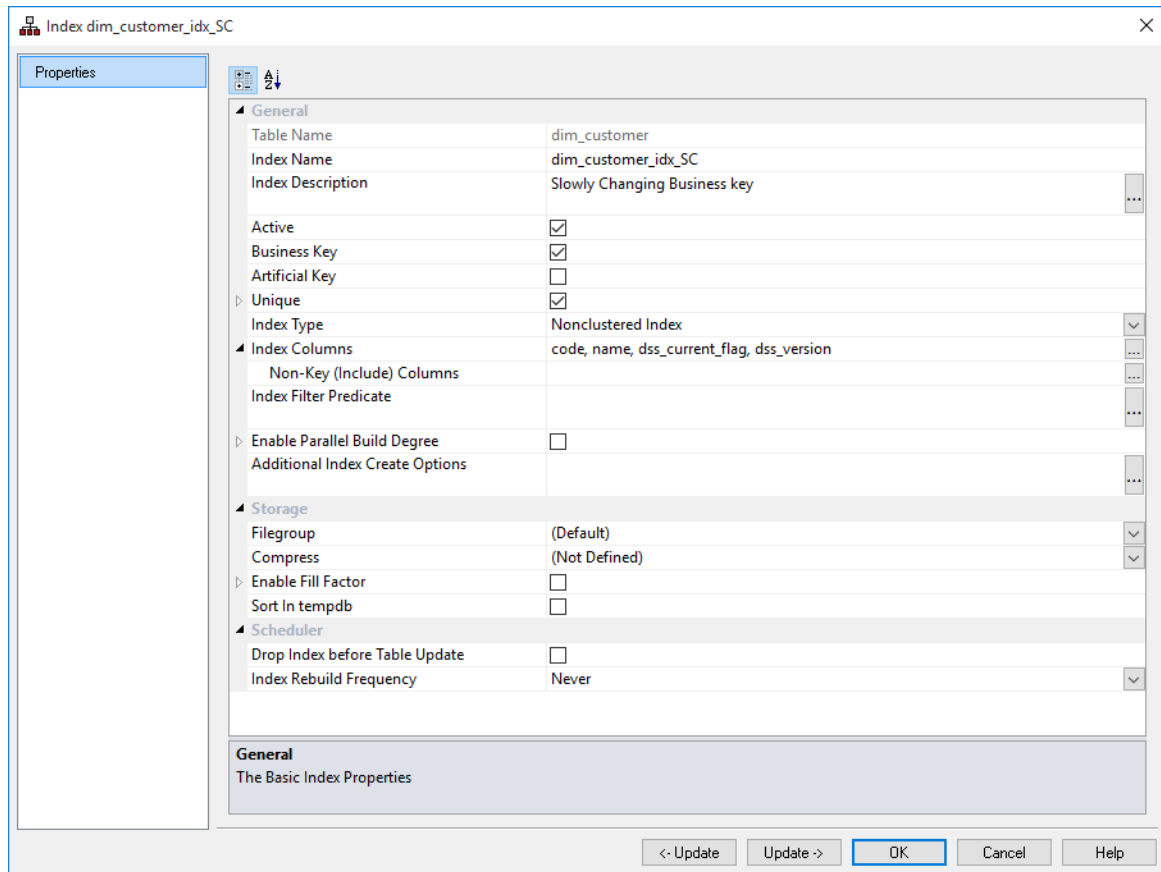 Index dim_customer_idx_SC
Properties
General
Table Name dim_customer
Index Name dim_customer_idx_SC
Index Description Slowly Changing Business key
...
Active
Business Key
Artificial Key
Unique
Index Type Nonclustered Index
Index Columns code, name, dss_current_flag, dss_version ...
Non-Key (Include) Columns ...
Index Filter Predicate
...
Enable Parallel Build Degree
Additional Index Create Options
...
Storage
Filegroup (Default)
Compress (Not Defined)
Enable Fill Factor
Sort In tempdb
Scheduler
Drop Index before Table Update
Index Rebuild Frequency Never
General
The Basic Index Properties
<- Update Update -> OK Cancel Help